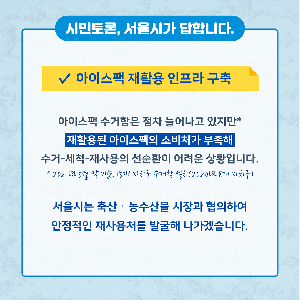 시민토론, 서울시가 답합니다.
아이스팩 재활용 인프라 구축
아이스팩 수거함은 점차 늘어나고 있지만*
재활용된 아이스팩의 소비처가 부족해
수거-세척-재사용의 선순환이 어려운 상황입니다.
서울시는 축산 · 농수산물 시장과 협의하여
안정적인 재사용처를 발굴해 나가겠습니다.